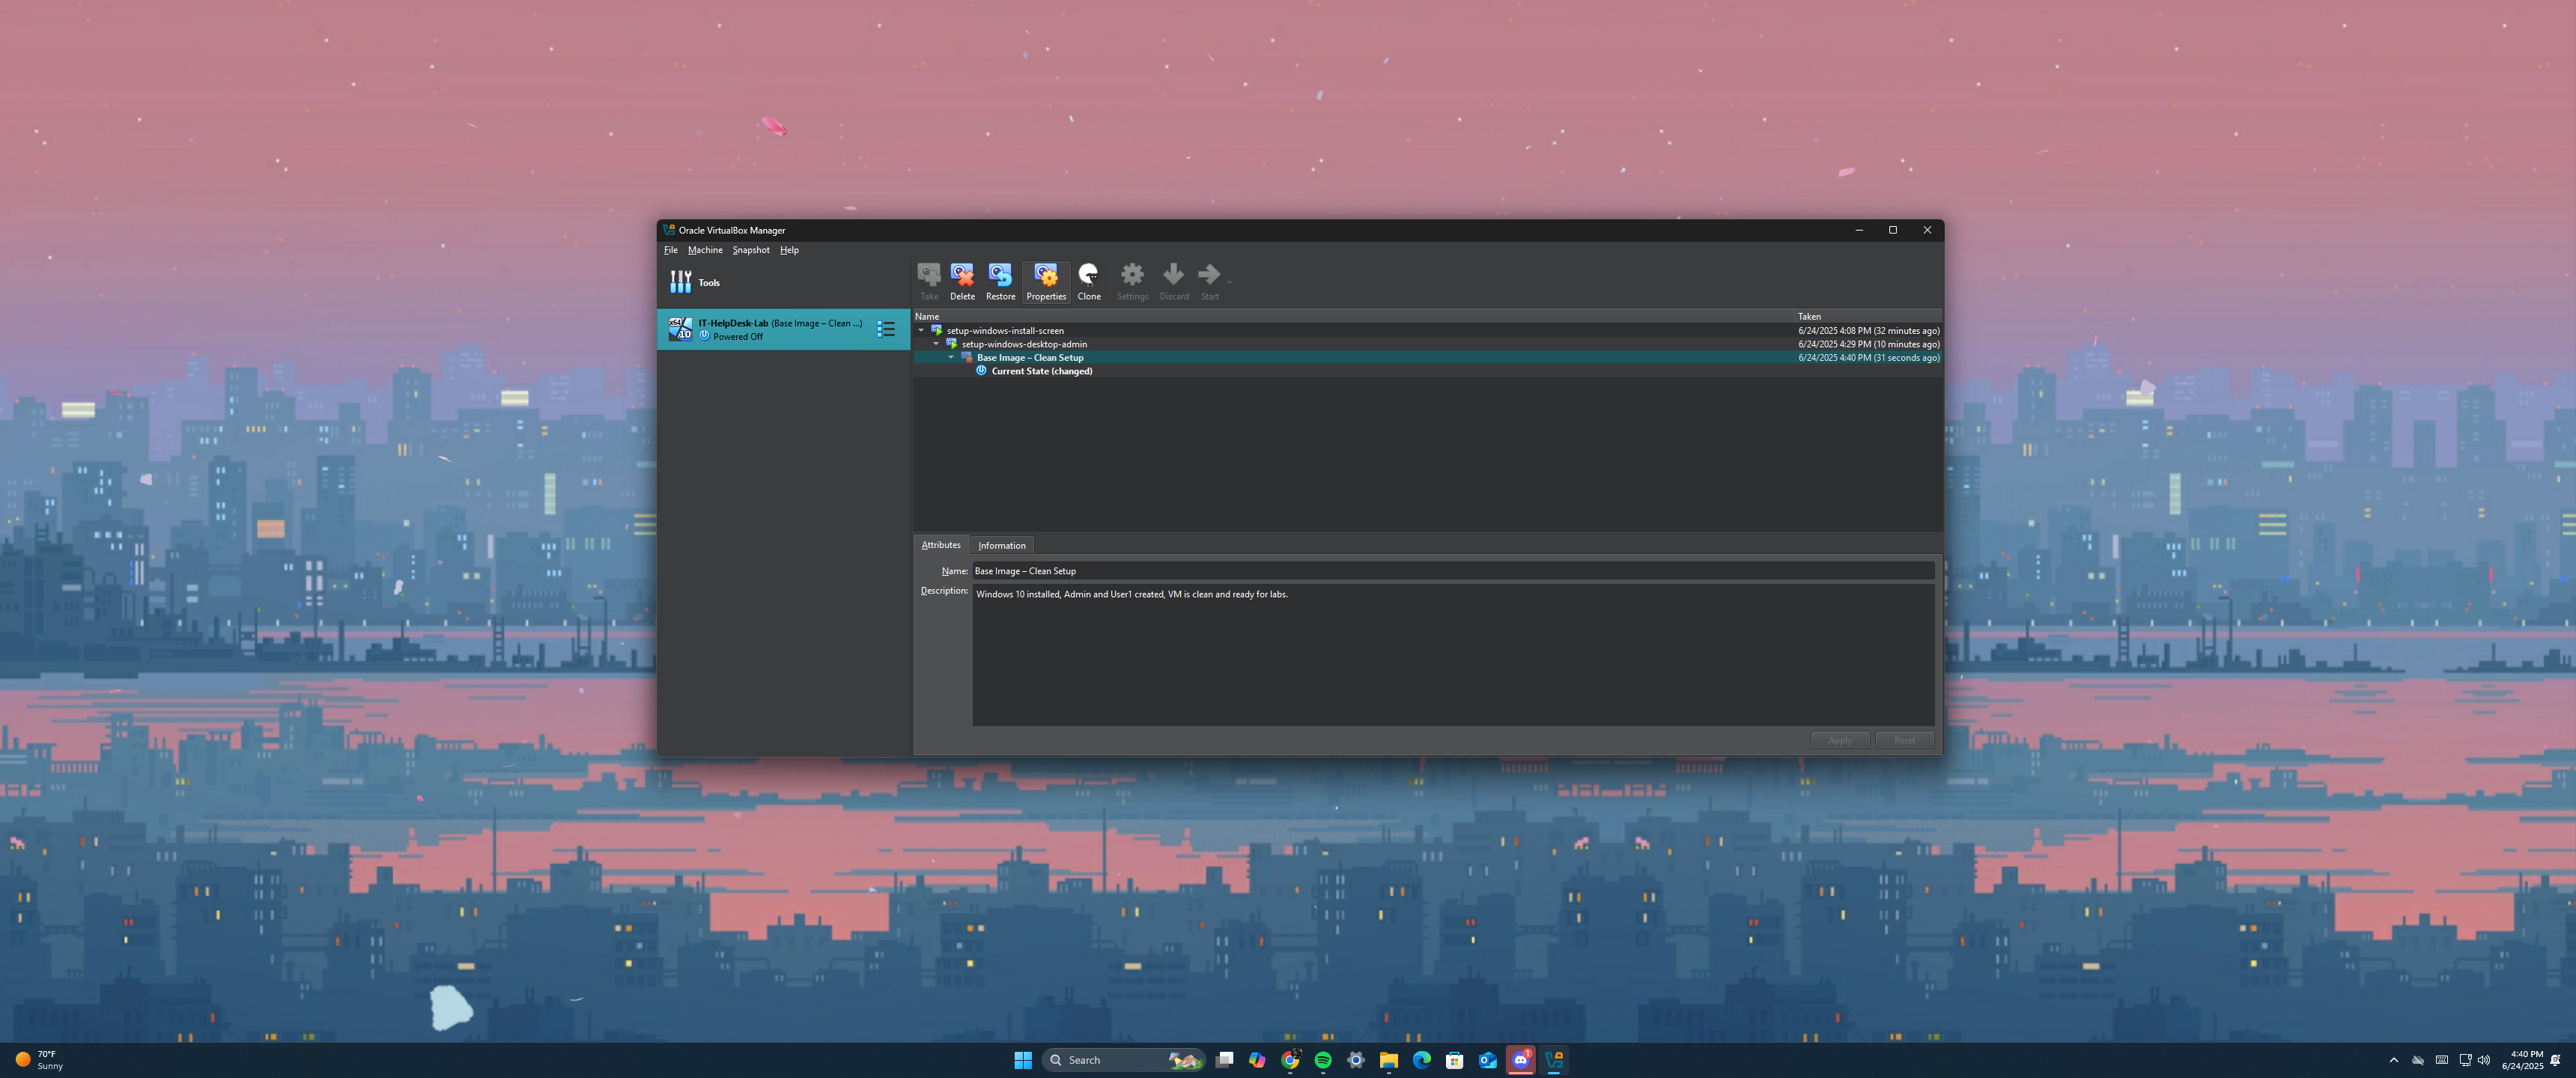 Oracle VirtualBox Manager
File Machine Snapshot Help
Tools
Take Delete Restore Properties Clone Settings Discard Start
IT-HelpDesk-Lab (Base Image – Clean ...)
Powered Off
Name Taken
setup-windows-install-screen 6/24/2025 4:08 PM (32 minutes ago)
setup-windows-desktop-admin 6/24/2025 4:29 PM (10 minutes ago)
Base Image – Clean Setup 6/24/2025 4:40 PM (31 seconds ago)
Current State (changed)
Attributes Information
Name: Base Image – Clean Setup
Description: Windows 10 installed, Admin and User1 created, VM is clean and ready for labs.
Apply Reset
70°F
Sunny
Search
4:40 PM
6/24/2025